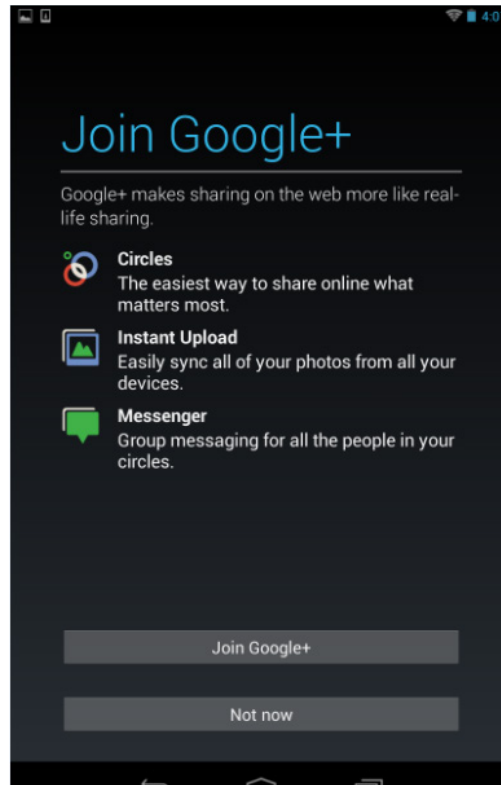 4:0
Join Google+
Google+ makes sharing on the web more like real-
life sharing.
Circles
The easiest way to share online what
matters most.
Instant Upload
Easily sync all of your photos from all your
devices.
Messenger
Group messaging for all the people in your
circles.
Join Google+
Not now